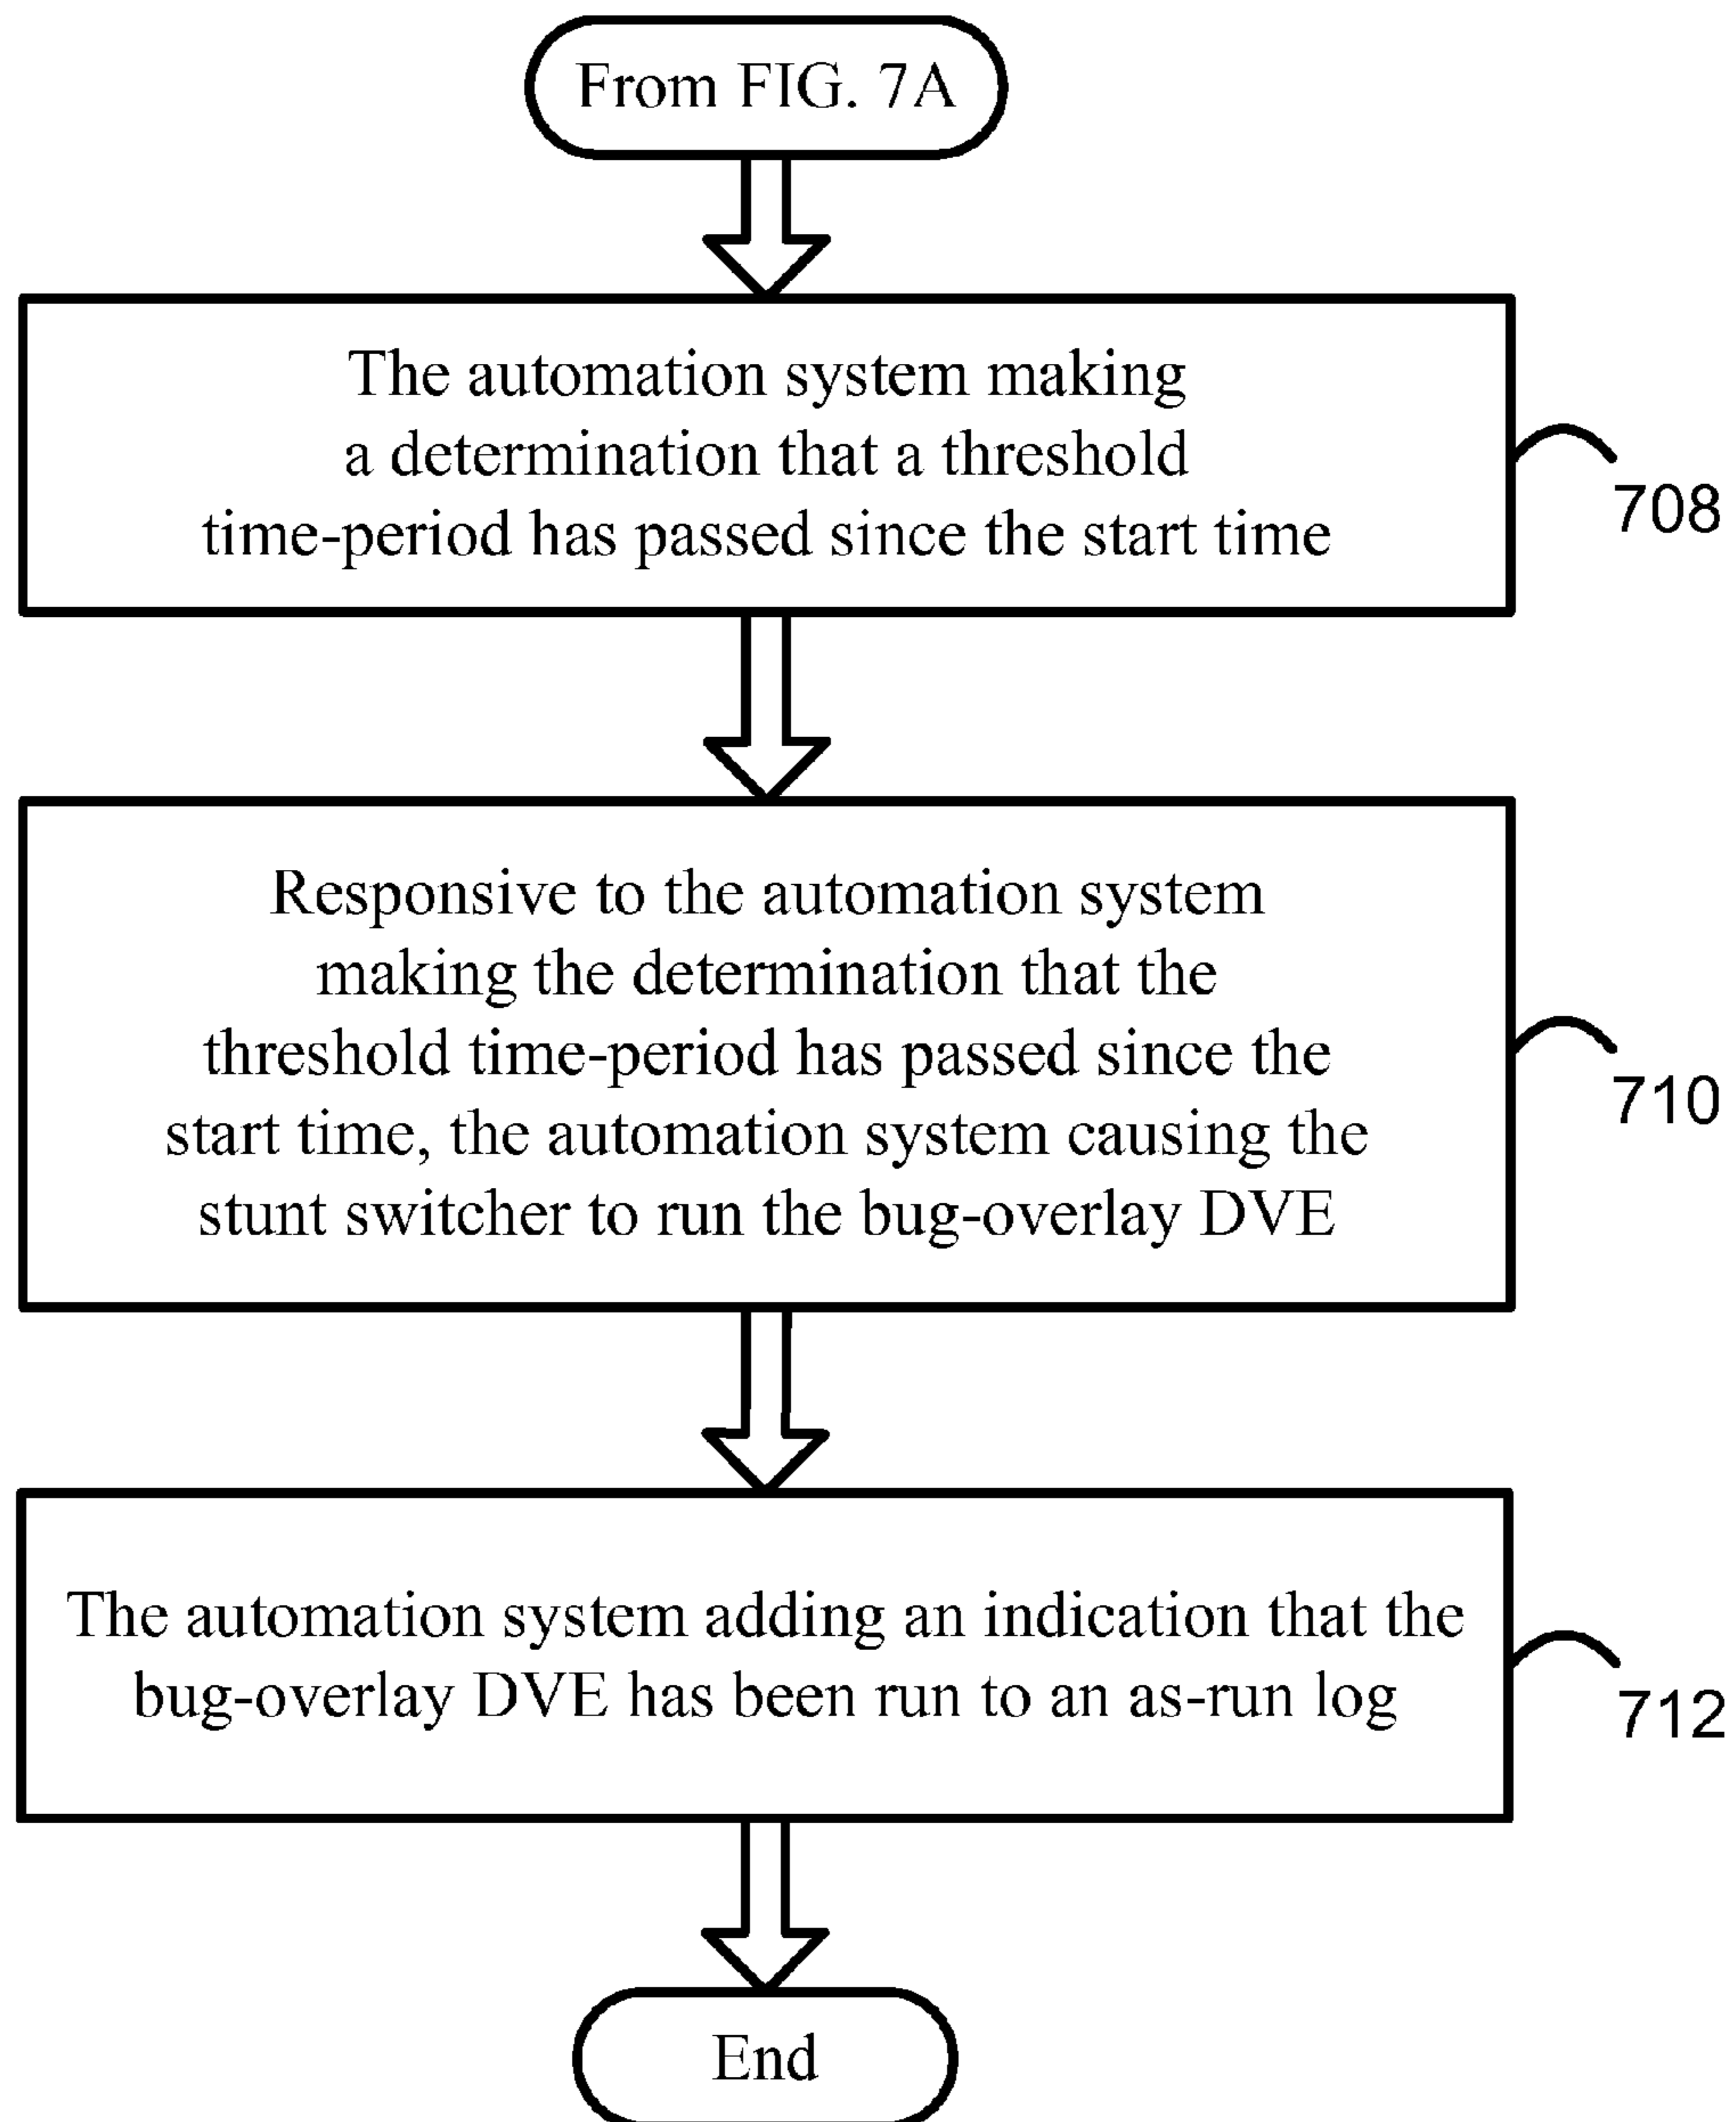 From FIG. 7A
The automation system making
a determination that a threshold
time-period has passed since the start time
708
Responsive to the automation system
making the determination that the
threshold time-period has passed since the
start time, the automation system causing the
stunt switcher to run the bug-overlay DVE
710
The automation system adding an indication that the
bug-overlay DVE has been run to an as-run log
712
End